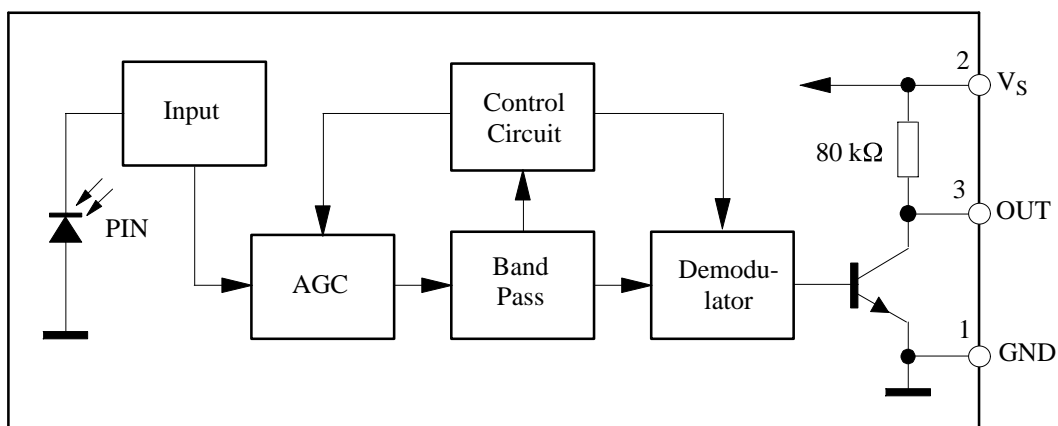 Input
Control
Circuit
2
V_S
80 kΩ
3
OUT
PIN
AGC
Band
Pass
Demodu-
lator
1
GND